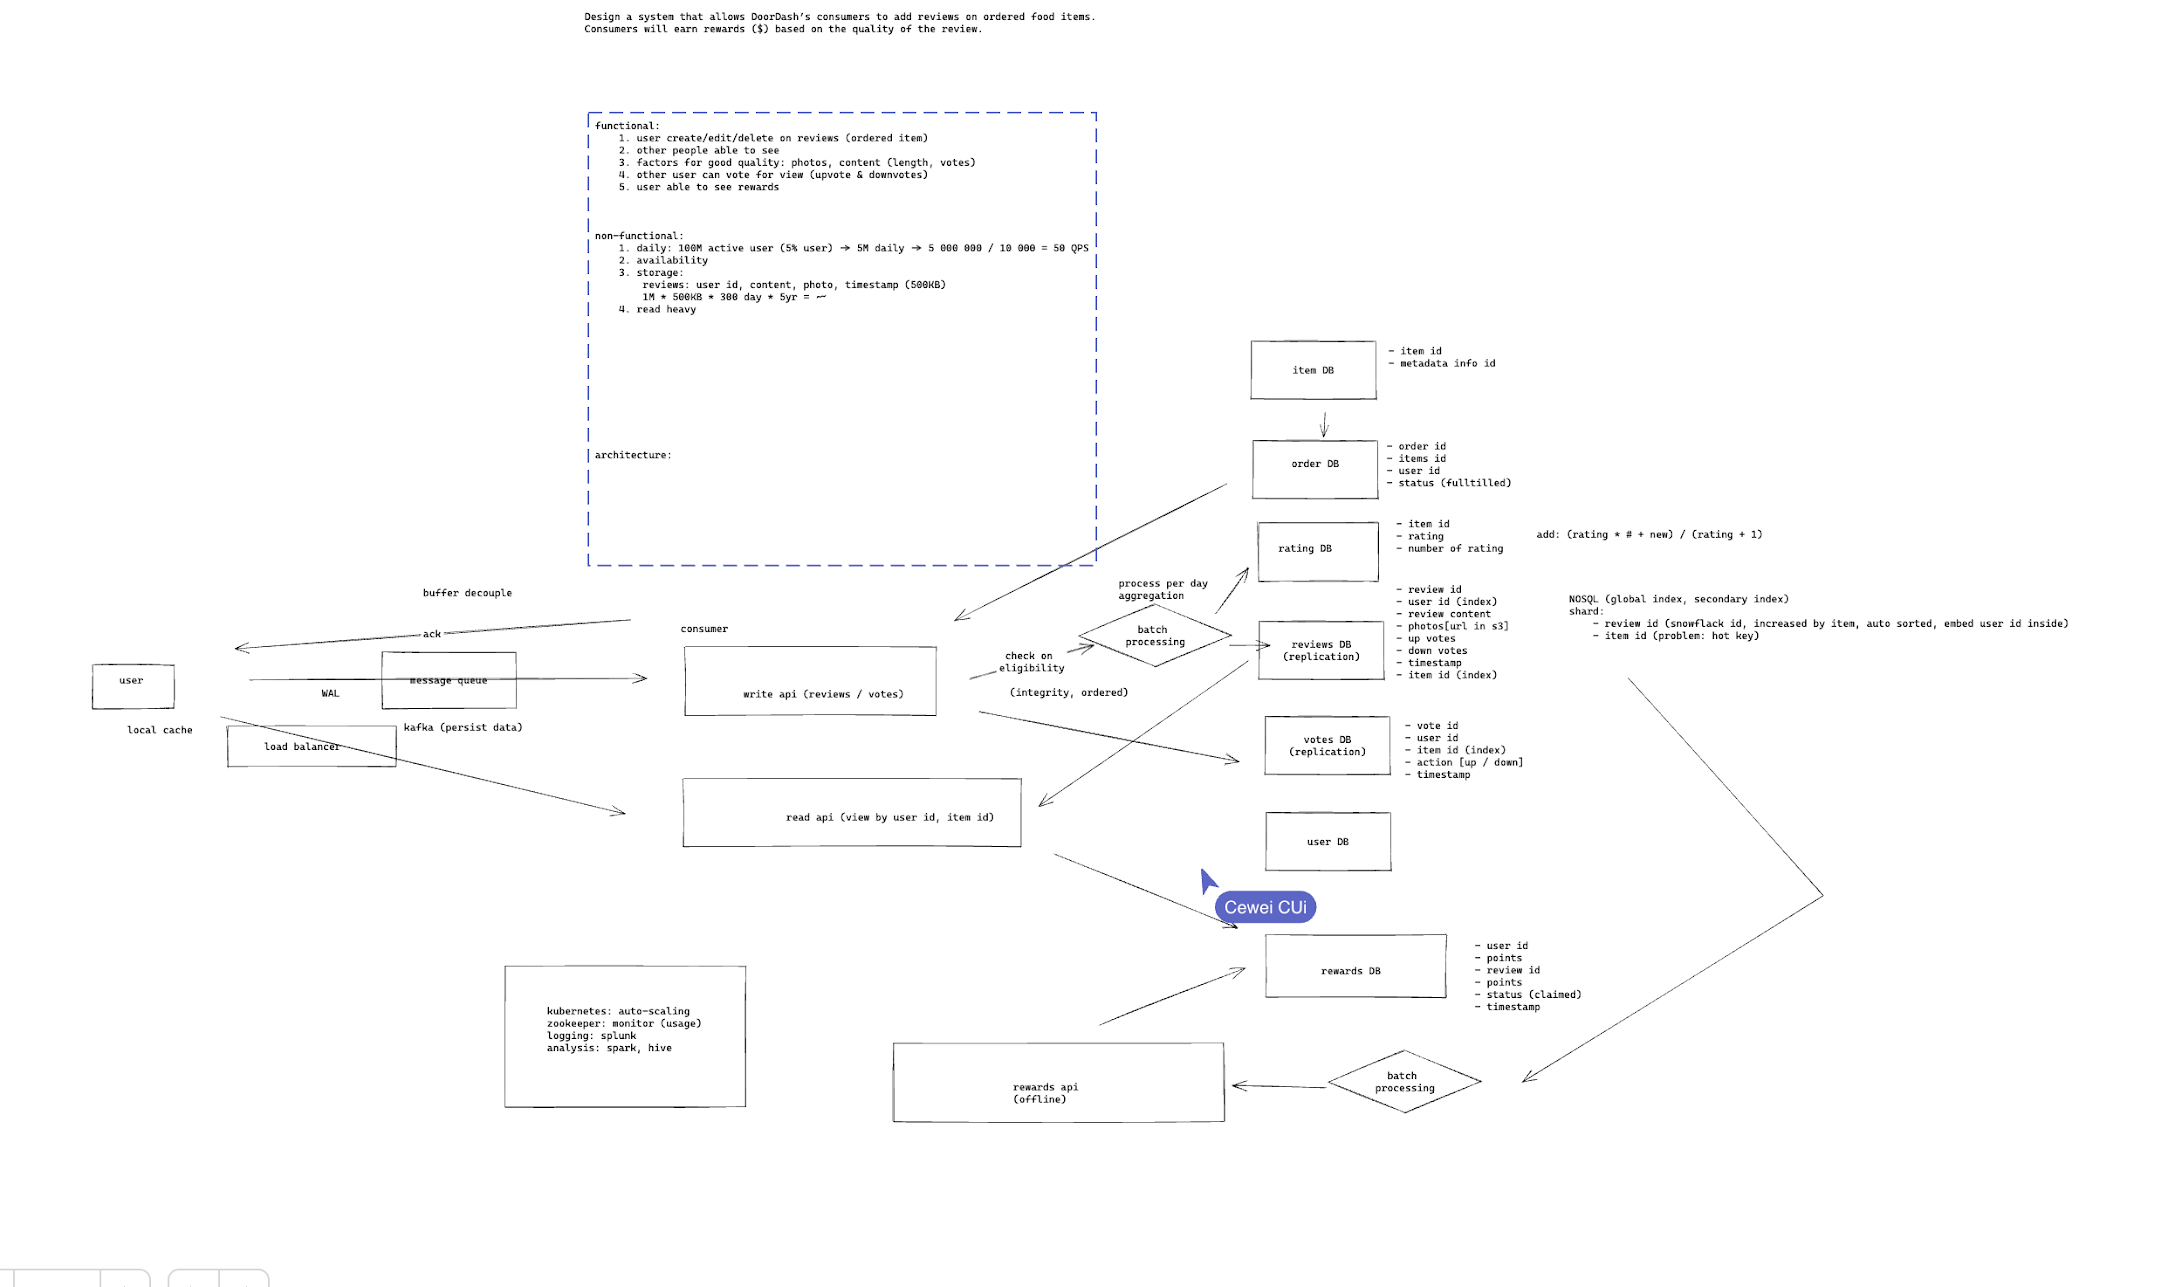 Design a system that allows DoorDash's consumers to add reviews on ordered food items.
Consumers will earn rewards ($) based on the quality of the review.
functional:
1. user create/edit/delete on reviews (ordered item)
2. other people able to see
3. factors for good quality: photos, content (length, votes)
4. other user can vote for view (upvote & downvotes)
5. user able to see rewards
non-functional:
1. daily: 100M active user (5% user) → 5M daily → 5 000 000 / 10 000 = 50 QPS
2. availability
3. storage:
reviews: user id, content, photo, timestamp (500KB)
1M * 500KB * 300 day * 5yr = ~
4. read heavy
architecture:
item DB
- item id
- metadata info id
order DB
- order id
- items id
- user id
- status (fulltilled)
rating DB
- item id
- rating
- number of rating
add: (rating * # + new) / (rating + 1)
process per day
aggregation
batch
processing
reviews DB
(replication)
- review id
- user id (index)
- review content
- photos[url in s3]
- up votes
- down votes
- timestamp
- item id (index)
NOSQL (global index, secondary index)
shard:
- review id (snowflack id, increased by item, auto sorted, embed user id inside)
- item id (problem: hot key)
buffer decouple
ack
consumer
user
message queue
WAL
write api (reviews / votes)
check on
eligibility
(integrity, ordered)
local cache
load balancer
kafka (persist data)
votes DB
(replication)
- vote id
- user id
- item id (index)
- action [up / down]
- timestamp
read api (view by user id, item id)
user DB
Cewei CUi
rewards DB
- user id
- points
- review id
- points
- status (claimed)
- timestamp
kubernetes: auto-scaling
zookeeper: monitor (usage)
logging: splunk
analysis: spark, hive
rewards api
(offline)
batch
processing